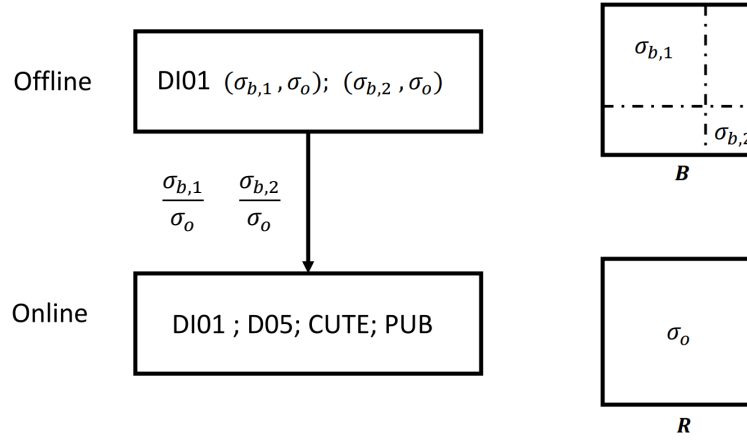 Offline
DI01 (σ_{b,1}, σ_o); (σ_{b,2}, σ_o)
σ_{b,1}
σ_{b,2}
B
σ_{b,1}/σ_o σ_{b,2}/σ_o
Online
DI01 ; D05; CUTE; PUB
σ_o
R